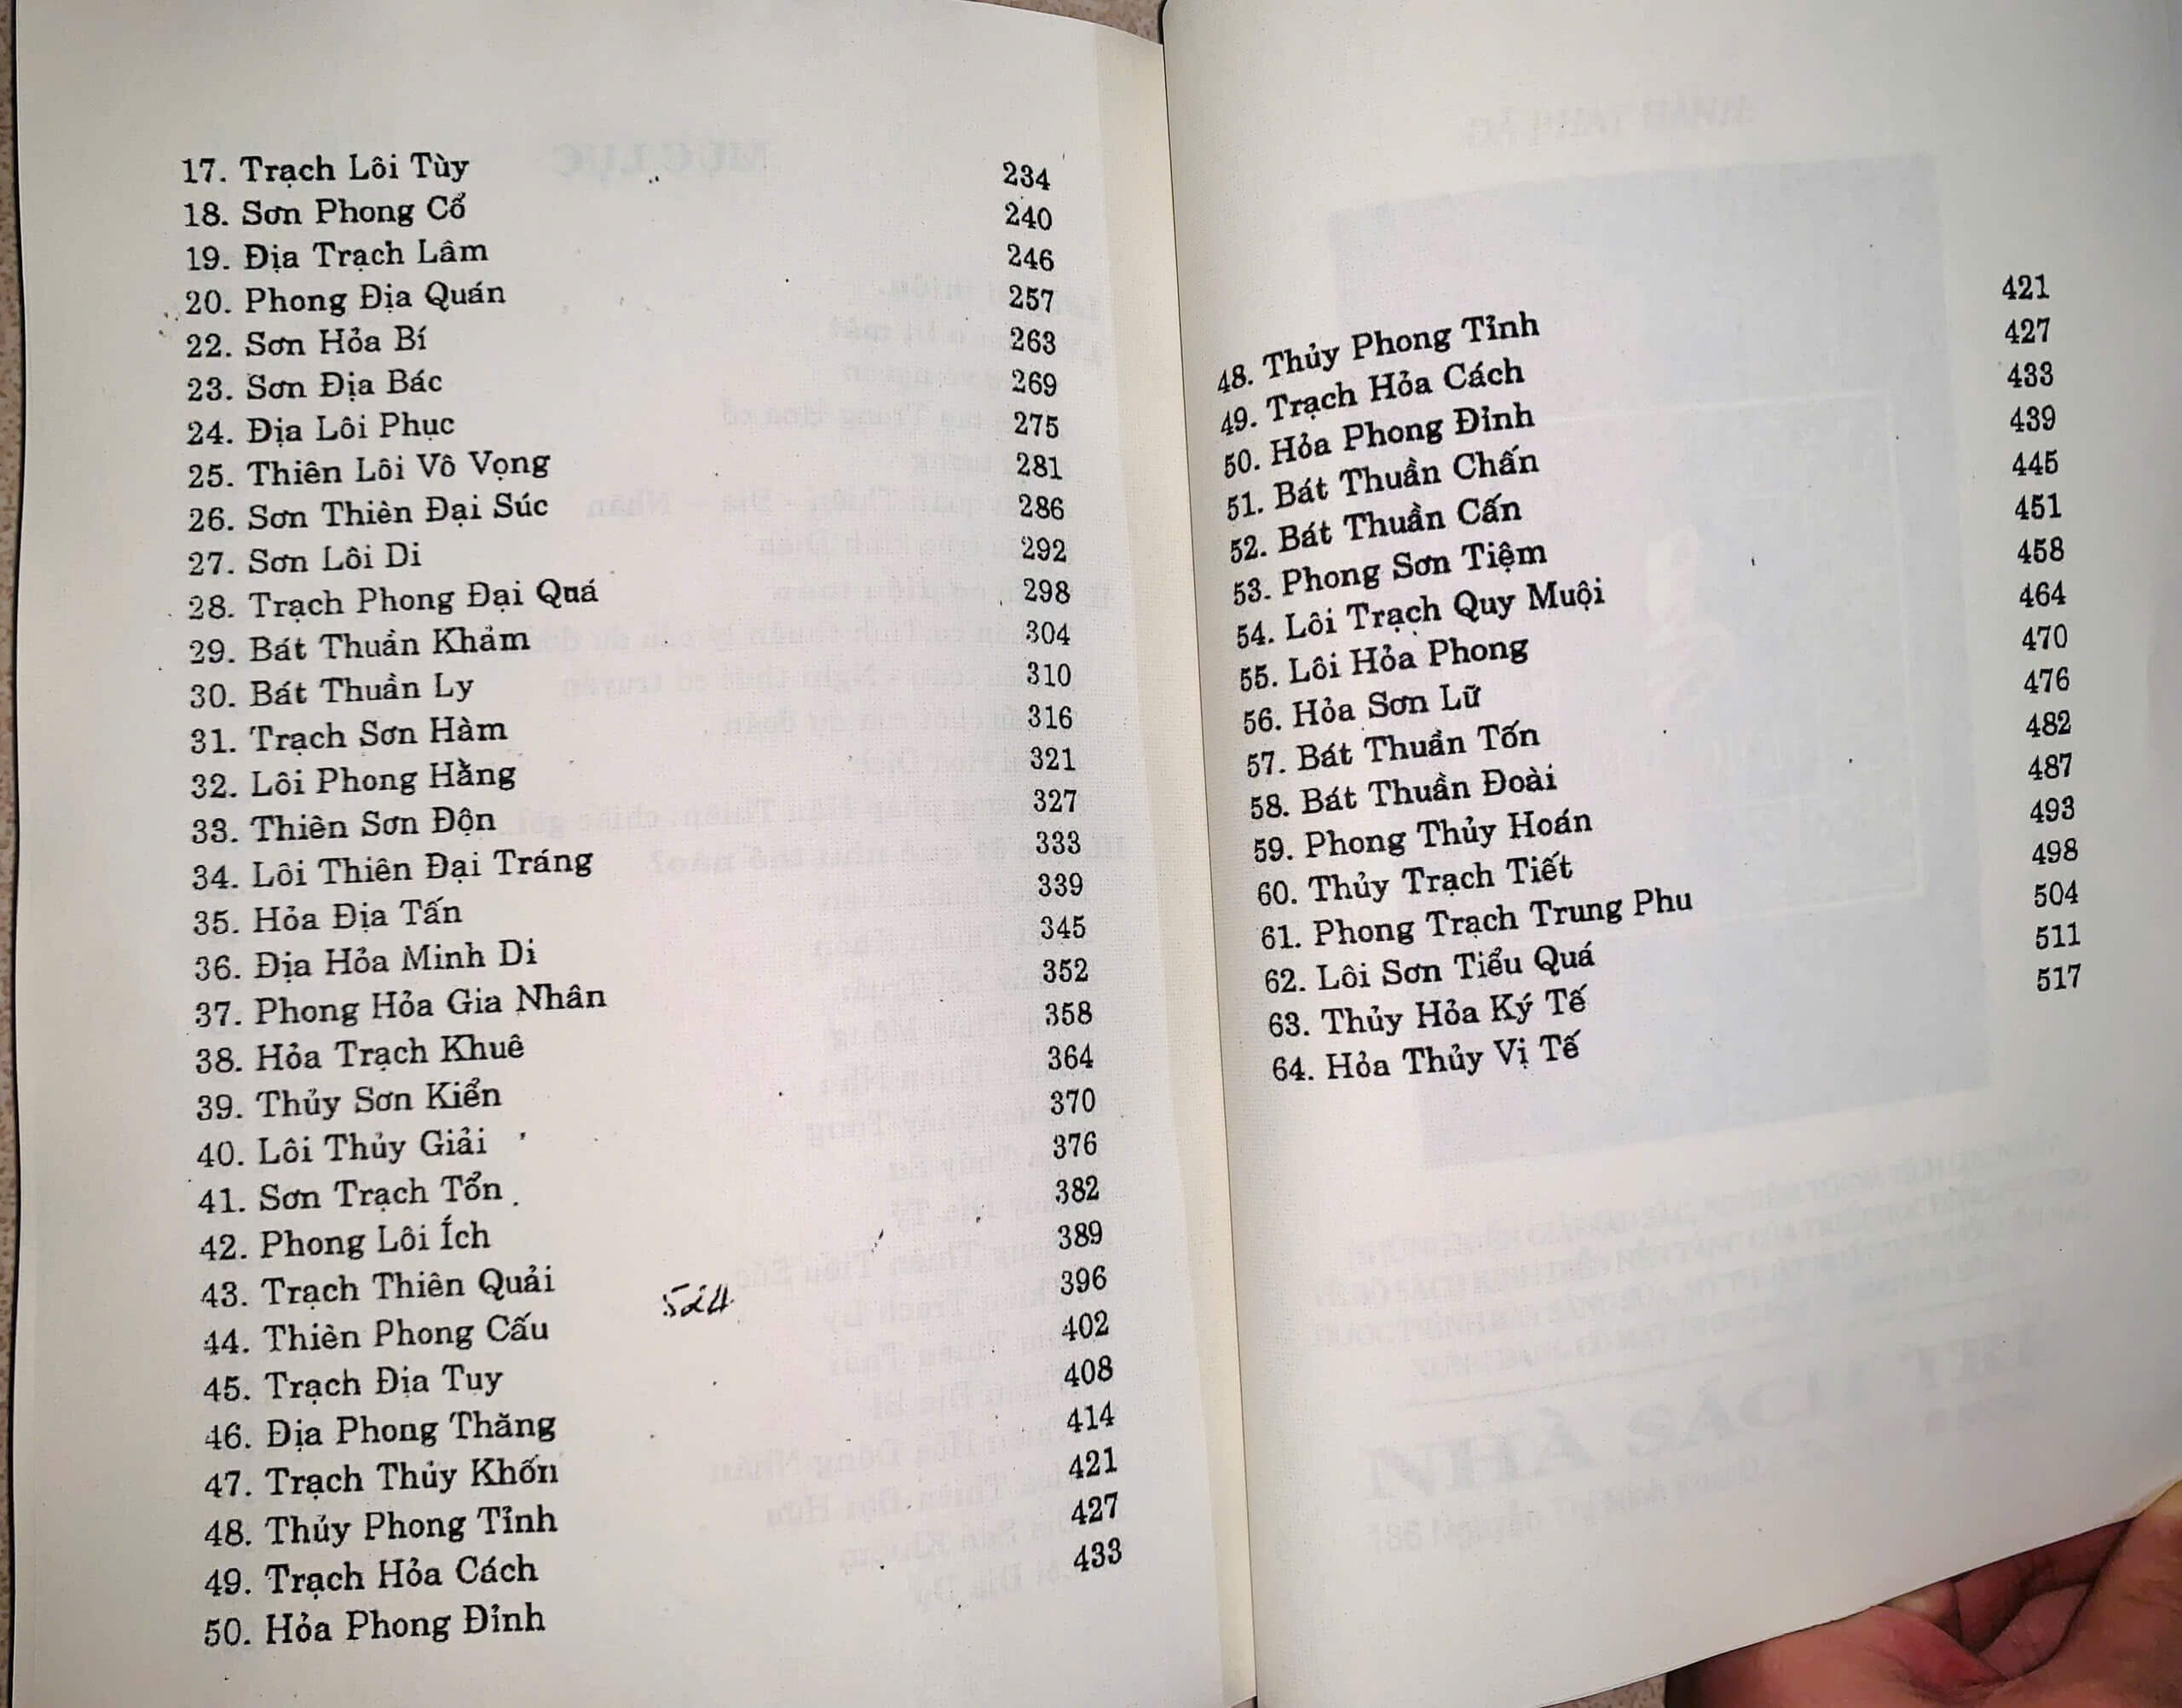 17. Trạch Lôi Tùy 234
18. Sơn Phong Cổ 240
19. Địa Trạch Lâm 246
20. Phong Địa Quán 257
22. Sơn Hỏa Bí 263
23. Sơn Địa Bác 269
24. Địa Lôi Phục 275
25. Thiên Lôi Vô Vọng 281
26. Sơn Thiên Đại Súc 286
27. Sơn Lôi Di 292
28. Trạch Phong Đại Quá 298
29. Bát Thuần Khảm 304
30. Bát Thuần Ly 310
31. Trạch Sơn Hàm 316
32. Lôi Phong Hằng 321
33. Thiên Sơn Độn 327
34. Lôi Thiên Đại Tráng 333
35. Hỏa Địa Tấn 339
36. Địa Hỏa Minh Di 345
37. Phong Hỏa Gia Nhân 352
38. Hỏa Trạch Khuê 358
39. Thủy Sơn Kiển 364
40. Lôi Thủy Giải 370
41. Sơn Trạch Tổn 376
42. Phong Lôi Ích 382
43. Trạch Thiên Quải 389
524
44. Thiên Phong Cấu 396
45. Trạch Địa Tuy 402
46. Địa Phong Thăng 408
47. Trạch Thủy Khốn 414
48. Thủy Phong Tỉnh 421
49. Trạch Hỏa Cách 427
50. Hỏa Phong Đỉnh 433
48. Thủy Phong Tỉnh 421
49. Trạch Hỏa Cách 427
50. Hỏa Phong Đỉnh 433
51. Bát Thuần Chấn 439
52. Bát Thuần Cấn 445
53. Phong Sơn Tiệm 451
54. Lôi Trạch Quy Muội 458
55. Lôi Hỏa Phong 464
56. Hỏa Sơn Lữ 470
57. Bát Thuần Tốn 476
58. Bát Thuần Đoài 482
59. Phong Thủy Hoán 487
60. Thủy Trạch Tiết 493
61. Phong Trạch Trung Phu 498
62. Lôi Sơn Tiểu Quá 504
63. Thủy Hỏa Ký Tế 511
64. Hỏa Thủy Vị Tế 517